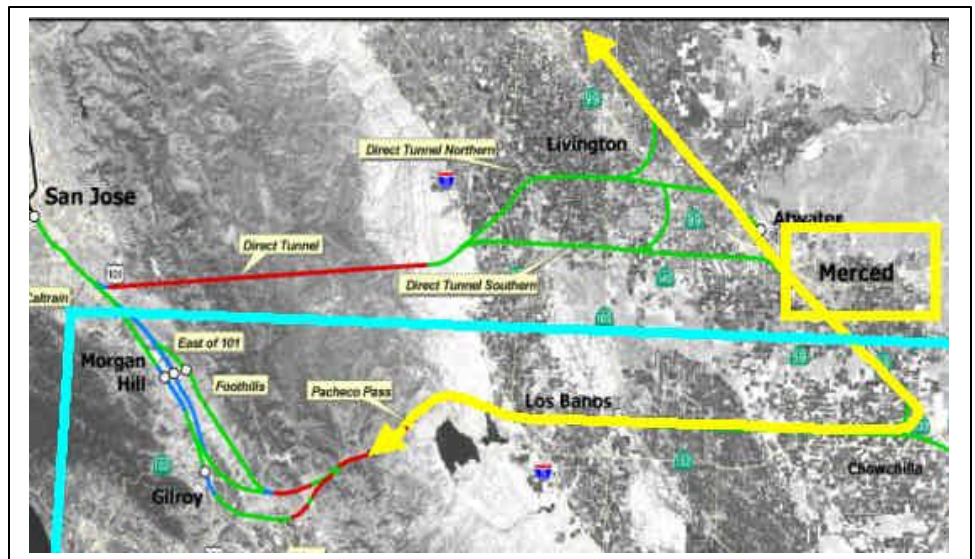 Livington
Direct Tunnel Northern
San Jose
Atwater
Direct Tunnel
101
Merced
Direct Tunnel Southern
Caltrain
East of 101
Morgan
Hill
Foothills
Pacheco Pass
Los Banos
Chowchilla
Gilroy